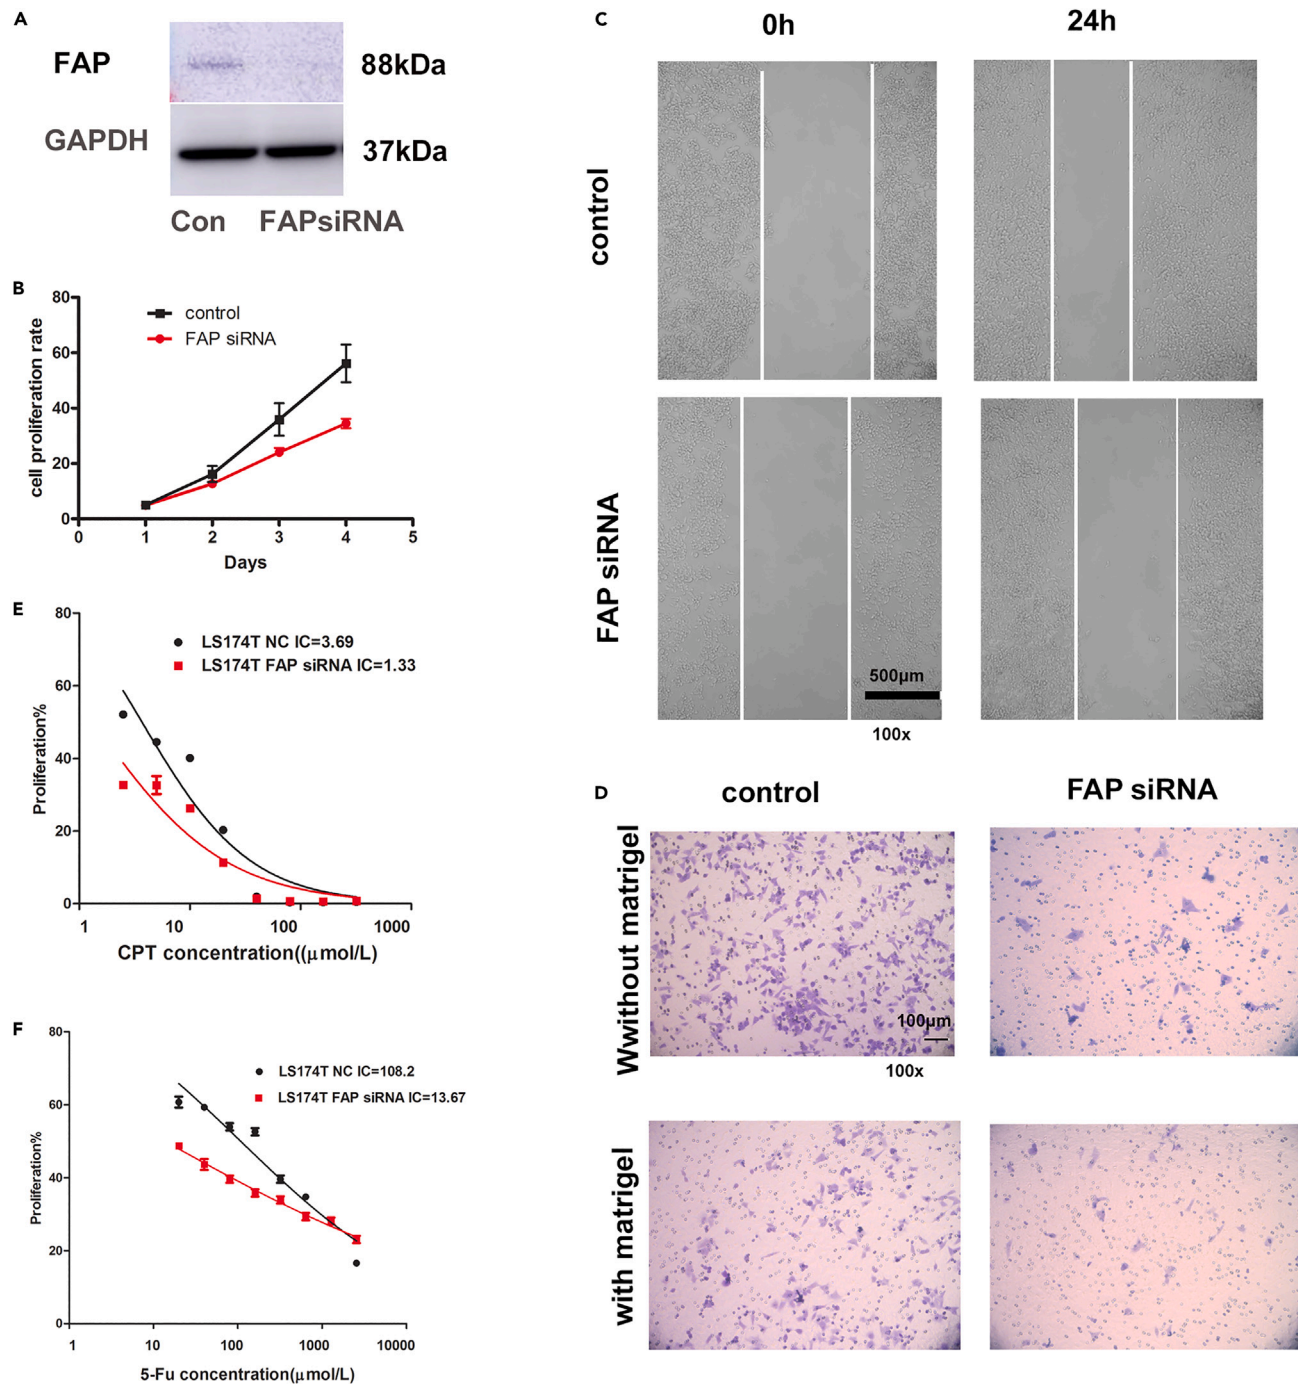 A
FAP
88kDa
GAPDH
37kDa
Con FAPsiRNA
B
80
60
40
20
0
cell proliferation rate
control
FAP siRNA
0 1 2 3 4 5
Days
E
80
60
40
20
0
Proliferation%
LS174T NC IC=3.69
LS174T FAP siRNA IC=1.33
1 10 100 1000
CPT concentration((μmol/L)
F
80
60
40
20
0
Proliferation%
LS174T NC IC=108.2
LS174T FAP siRNA IC=13.67
1 10 100 1000 10000
5-Fu concentration(μmol/L)
C
0h 24h
control
FAP siRNA
500μm
100x
D
control FAP siRNA
Wwithout matrigel
100μm
100x
with matrigel